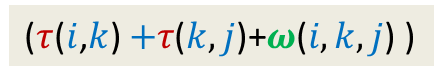 (τ(i,k) +τ(k, j)+ω(i, k, j) )